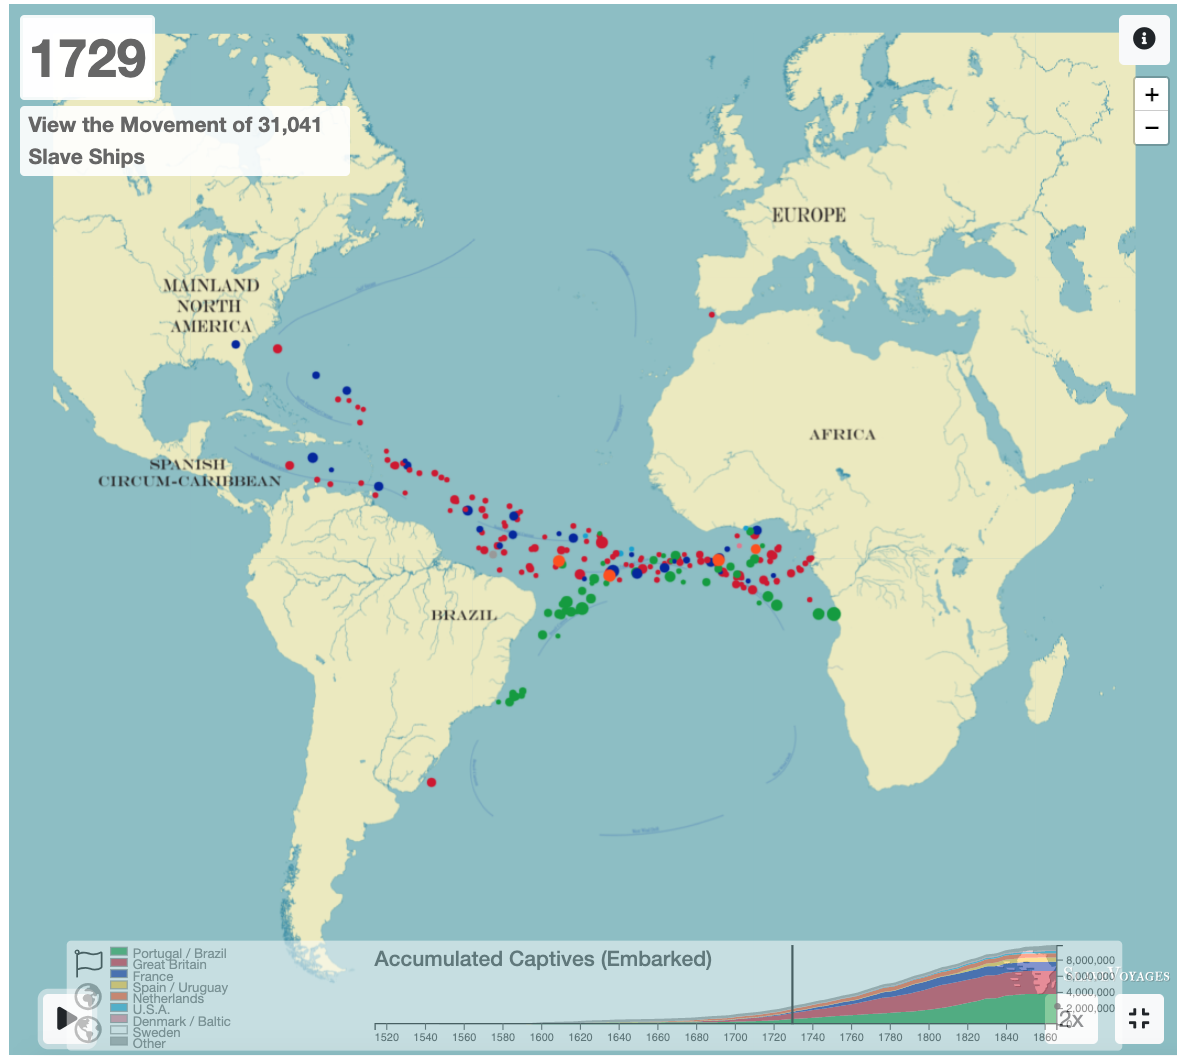 1729
View the Movement of 31,041
Slave Ships
+
−
EUROPE
MAINLAND
NORTH
AMERICA
AFRICA
SPANISH
CIRCUM-CARIBBEAN
BRAZIL
Accumulated Captives (Embarked)
Portugal / Brazil
Great Britain
France
Spain / Uruguay
Netherlands
U.S.A.
Denmark / Baltic
Sweden
Other
8,000,000
6,000,000
4,000,000
2,000,000
VOYAGES
2x
1520 1540 1560 1580 1600 1620 1640 1660 1680 1700 1720 1740 1760 1780 1800 1820 1840 1860